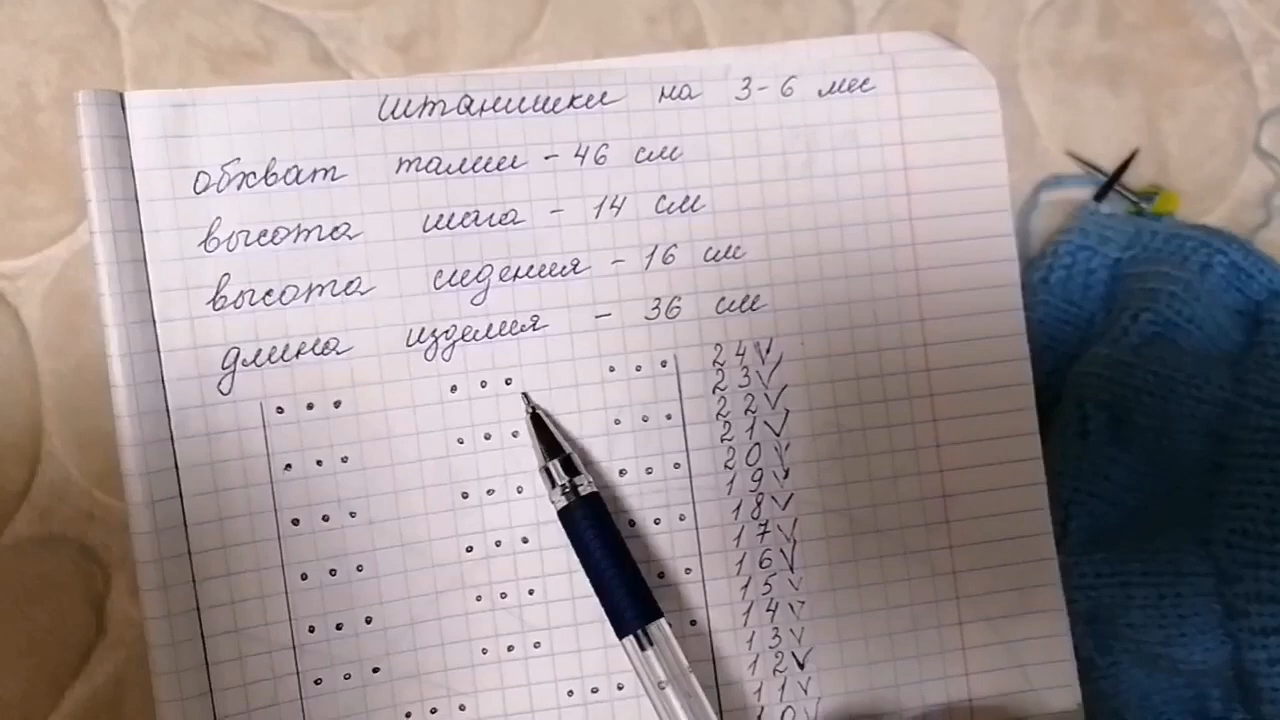 штанишки на 3-6 мес
обхват талии - 46 см
высота шага - 14 см
высота сидения - 16 см
длина изделия - 36 см
24 V
23 V
22 V
21 V
20 V
19 V
18 V
17 V
16 V
15 V
14 V
13 V
12 V
11 V
10 V